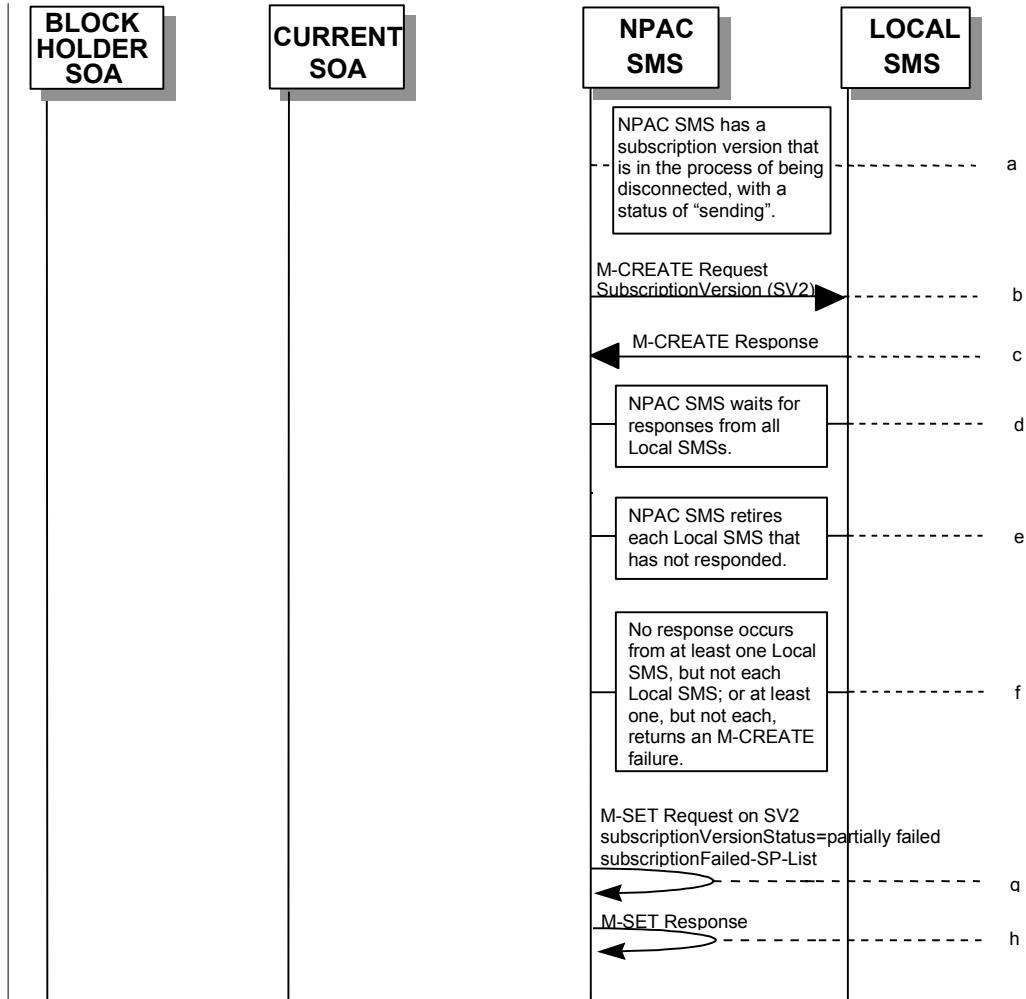 BLOCK
HOLDER
SOA
CURRENT
SOA
NPAC
SMS
LOCAL
SMS
NPAC SMS has a
subscription version that
is in the process of being
disconnected, with a
status of “sending”.
a
M-CREATE Request
SubscriptionVersion (SV2)
b
M-CREATE Response
c
NPAC SMS waits for
responses from all
Local SMSs.
d
NPAC SMS retires
each Local SMS that
has not responded.
e
No response occurs
from at least one Local
SMS, but not each
Local SMS; or at least
one, but not each,
returns an M-CREATE
failure.
f
M-SET Request on SV2
subscriptionVersionStatus=partially failed
subscriptionFailed-SP-List
g
M-SET Response
h